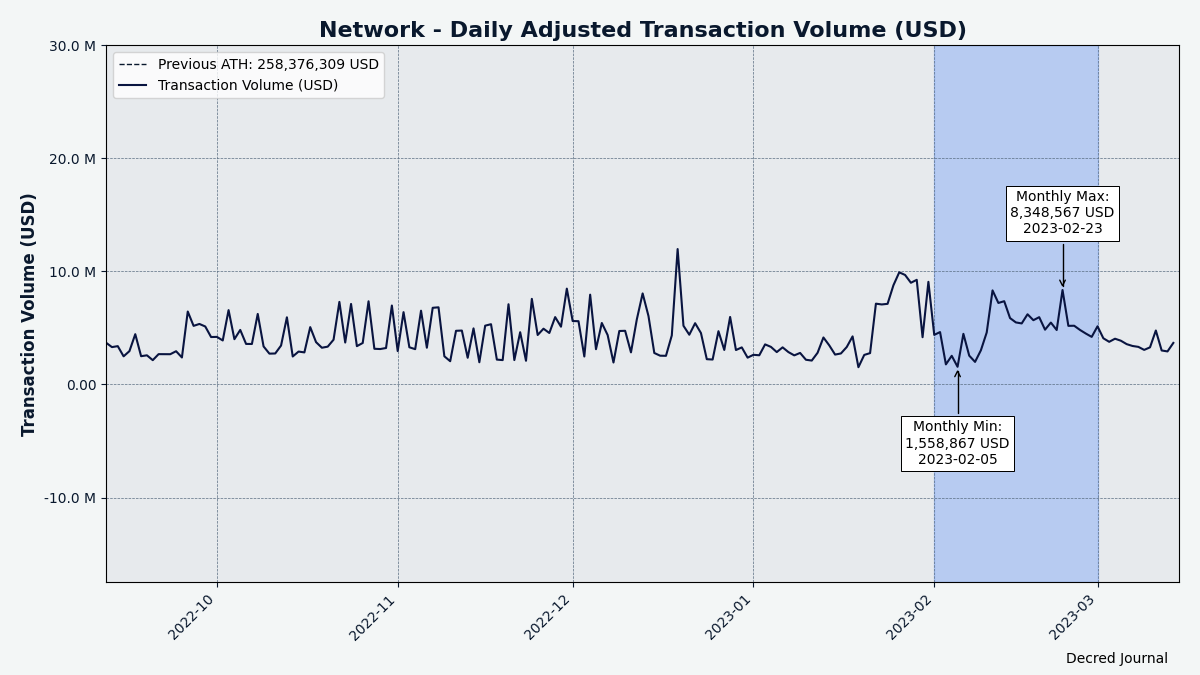 Network - Daily Adjusted Transaction Volume (USD)
Previous ATH: 258,376,309 USD
Transaction Volume (USD)
Transaction Volume (USD)
30.0 M
20.0 M
10.0 M
0.00
-10.0 M
Monthly Max:
8,348,567 USD
2023-02-23
Monthly Min:
1,558,867 USD
2023-02-05
2022-10
2022-11
2022-12
2023-01
2023-02
2023-03
Decred Journal